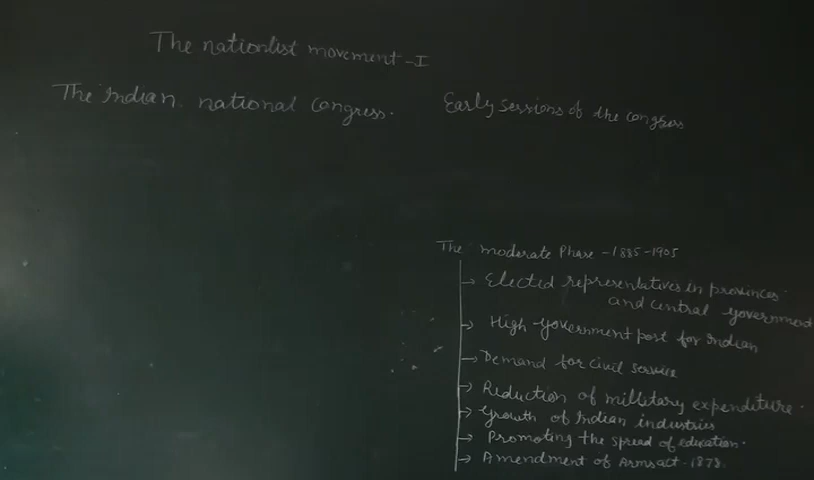 The nationlist movement -I
The Indian. national Congress.
Early sessions of the congress
The moderate Phase - 1885-1905
→ Elected representatives in provinces
and central government
→ High government post for Indian
→ Demand for civil service
→ Reduction of millitary expenditure.
→ Growth of Indian industries
→ Promoting the spread of education.
→ Amendment of Arms act - 1878.